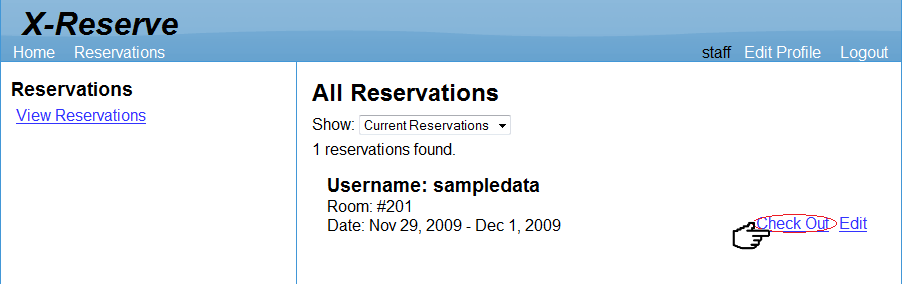 X-Reserve
Home Reservations staff Edit Profile Logout
Reservations
View Reservations
All Reservations
Show: Current Reservations
1 reservations found.
Username: sampledata
Room: #201
Date: Nov 29, 2009 - Dec 1, 2009
Check Out Edit